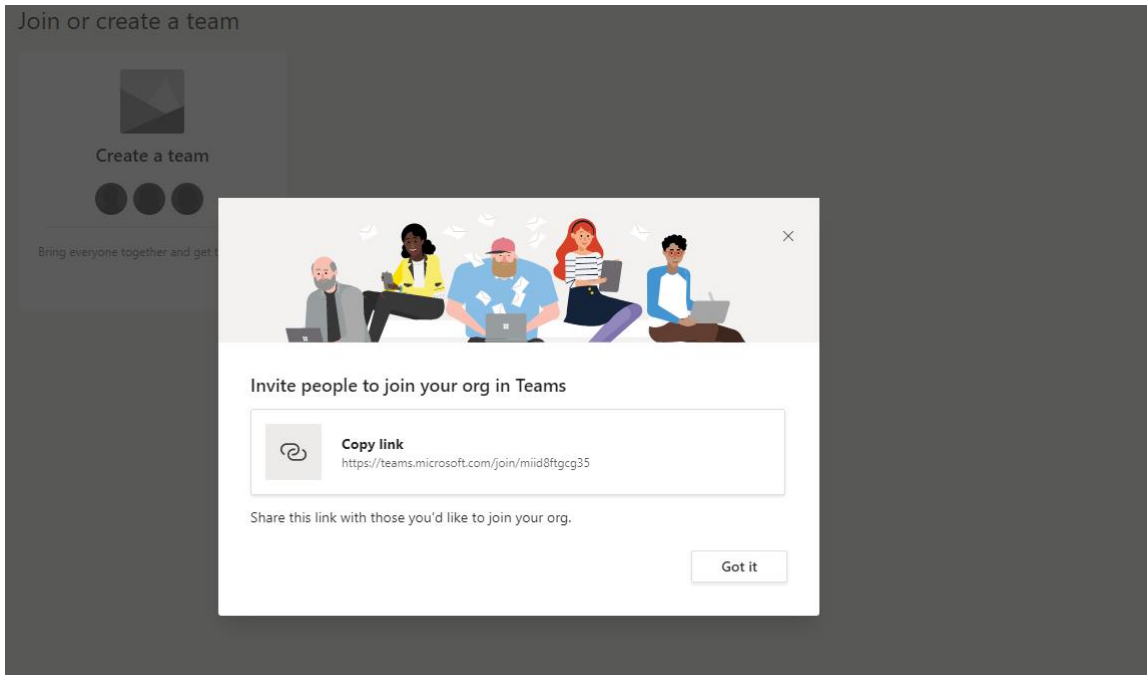 Join or create a team
Create a team
Bring everyone together and get t
Invite people to join your org in Teams
Copy link
https://teams.microsoft.com/join/miid8ftgcg35
Share this link with those you'd like to join your org.
Got it